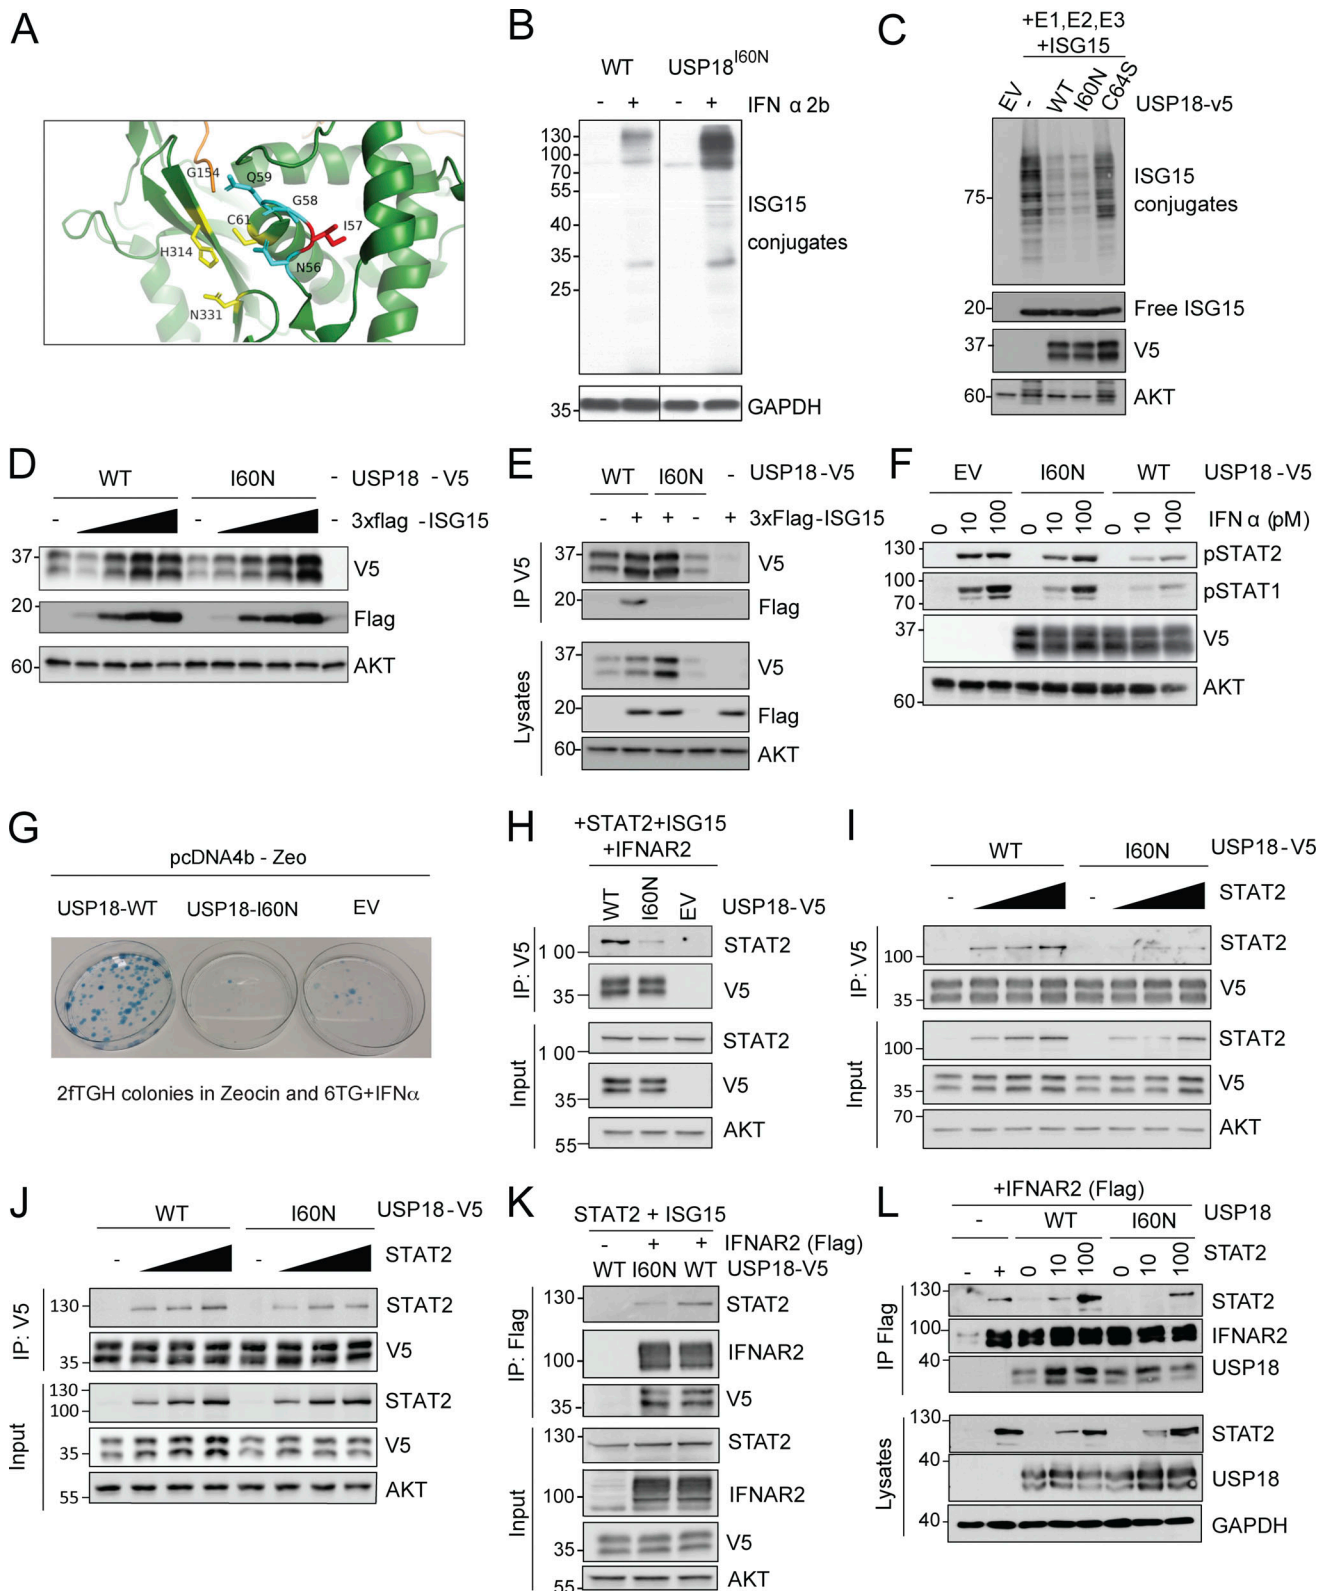 A
G154
Q59
G58
C61
I57
H314
N56
N331
B
WT USP18^I60N
- + - + IFN α 2b
130
100
70
55
40
35
25
ISG15
conjugates
35
GAPDH
C
+E1,E2,E3
+ISG15
EV - WT I60N C64S USP18-v5
75
ISG15
conjugates
20 Free ISG15
37 V5
60 AKT
D
WT I60N - USP18 - V5
- - - 3xflag - ISG15
37 V5
20 Flag
60 AKT
E
WT I60N - USP18-V5
- + + - + 3xFlag-ISG15
IP V5
37 V5
20 Flag
Lysates
37 V5
20 Flag
60 AKT
F
EV I60N WT USP18-V5
0 10 100 0 10 100 0 10 100 IFN α (pM)
130 pSTAT2
100
70
pSTAT1
37 V5
60 AKT
G
pcDNA4b - Zeo
USP18-WT USP18-I60N EV
2fTGH colonies in Zeocin and 6TG+IFNα
H
+STAT2+ISG15
+IFNAR2
WT I60N EV USP18-V5
IP: V5
100 STAT2
35 V5
Input
100 STAT2
35 V5
55 AKT
I
WT I60N USP18-V5
- - STAT2
IP: V5
100 STAT2
35 V5
Input
100 STAT2
35 V5
70 AKT
J
WT I60N USP18-V5
- - STAT2
IP: V5
130 STAT2
35 V5
Input
130
100
STAT2
35 V5
55 AKT
K
STAT2 + ISG15
- + + IFNAR2 (Flag)
WT I60N WT USP18-V5
IP: Flag
130 STAT2
100 IFNAR2
35 V5
Input
130 STAT2
100 IFNAR2
35 V5
55 AKT
L
+IFNAR2 (Flag)
- WT I60N USP18
- + 0 10 100 0 10 100 STAT2
IP Flag
130 STAT2
100 IFNAR2
40 USP18
Lysates
130 STAT2
40 USP18
40 GAPDH